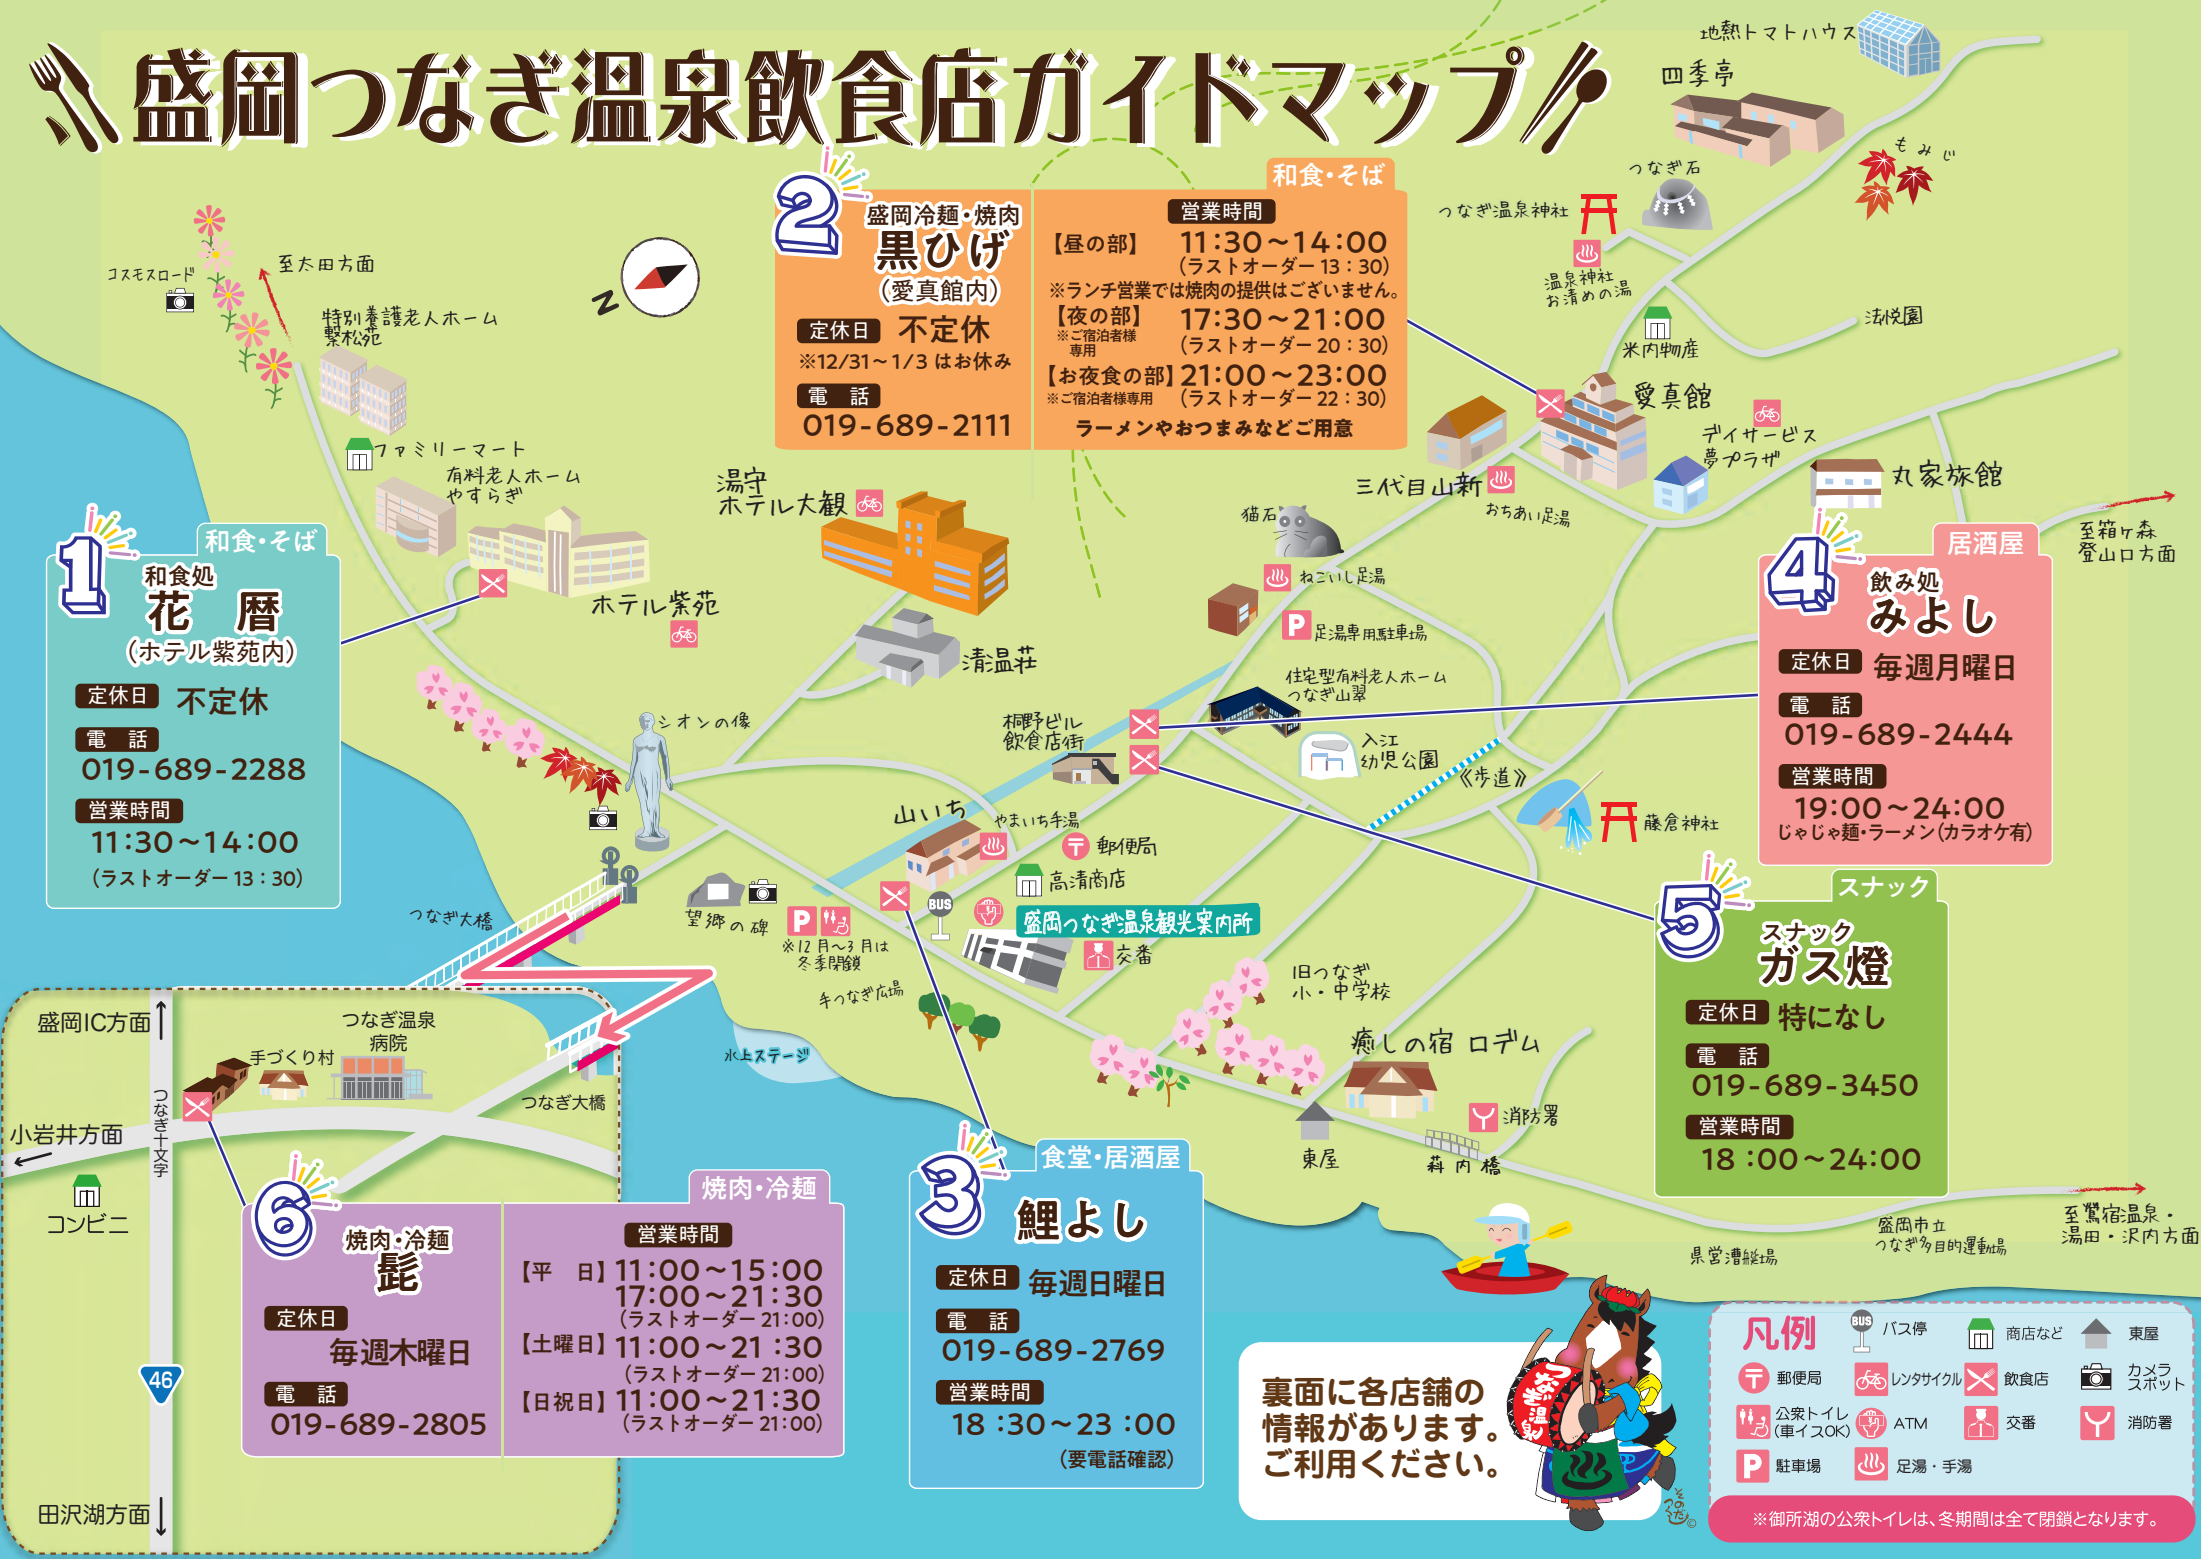 盛岡つなぎ温泉飲食店ガイドマップ
地熱トマトハウス
四季亭
もみじ
つなぎ石
つなぎ温泉神社
温泉神社
お清めの湯
米内物産
法悦園
愛真館
デイサービス
夢プラザ
丸家旅館
至箱ヶ森
登山口方面
三代目山新
おちあい足湯
猫石
ねこいし足湯
P
足湯専用駐車場
住宅型有料老人ホーム
つなぎ山翠
入江
幼児公園
《歩道》
藤倉神社
N
コスモスロード
至太田方面
特別養護老人ホーム
繋松苑
ファミリーマート
有料老人ホーム
やすらぎ
ホテル紫苑
湯守
ホテル大観
清温荘
シオンの像
桐野ビル
飲食店街
山いち
やまいち手湯
郵便局
高清商店
BUS
盛岡つなぎ温泉観光案内所
交番
つなぎ大橋
望郷の碑
P
※12月～3月は
冬季閉鎖
手つなぎ広場
水上ステージ
旧つなぎ
小・中学校
癒しの宿 ロデム
東屋
消防署
萪内橋
県営漕艇場
盛岡市立
つなぎ多目的運動場
至鶯宿温泉・
湯田・沢内方面
1
和食・そば
和食処
花 暦
（ホテル紫苑内）
定休日 不定休
電 話
019-689-2288
営業時間
11:30～14:00
（ラストオーダー 13：30）
2
和食・そば
盛岡冷麺・焼肉
黒ひげ
（愛真館内）
定休日 不定休
※12/31～1/3 はお休み
電 話
019-689-2111
営業時間
【昼の部】 11:30～14:00
（ラストオーダー 13：30）
※ランチ営業では焼肉の提供はございません。
【夜の部】 17:30～21:00
※ご宿泊者様
専用
（ラストオーダー 20：30）
【お夜食の部】21:00～23:00
※ご宿泊者様専用 （ラストオーダー 22：30）
ラーメンやおつまみなどご用意
4
居酒屋
飲み処
みよし
定休日 毎週月曜日
電 話
019-689-2444
営業時間
19:00～24:00
じゃじゃ麺・ラーメン（カラオケ有）
5
スナック
スナック
ガス燈
定休日 特になし
電 話
019-689-3450
営業時間
18 :00～24:00
3
食堂・居酒屋
鯉よし
定休日 毎週日曜日
電 話
019-689-2769
営業時間
18 :30～23 :00
（要電話確認）
盛岡IC方面
つなぎ温泉
病院
手づくり村
つなぎ十文字
つなぎ大橋
小岩井方面
コンビニ
46
田沢湖方面
6
焼肉・冷麺
焼肉・冷麺
髭
定休日
毎週木曜日
電 話
019-689-2805
営業時間
【平 日】11:00～15:00
17:00～21:30
（ラストオーダー 21:00）
【土曜日】11:00～21 :30
（ラストオーダー 21:00）
【日祝日】11:00～21:30
（ラストオーダー 21:00）
裏面に各店舗の
情報があります。
ご利用ください。
つなぎ温泉
©
凡例
BUS バス停
商店など
東屋
郵便局
レンタサイクル
飲食店
カメラ
スポット
公衆トイレ
（車イスOK）
ATM
交番
消防署
P 駐車場
足湯・手湯
※御所湖の公衆トイレは、冬期間は全て閉鎖となります。